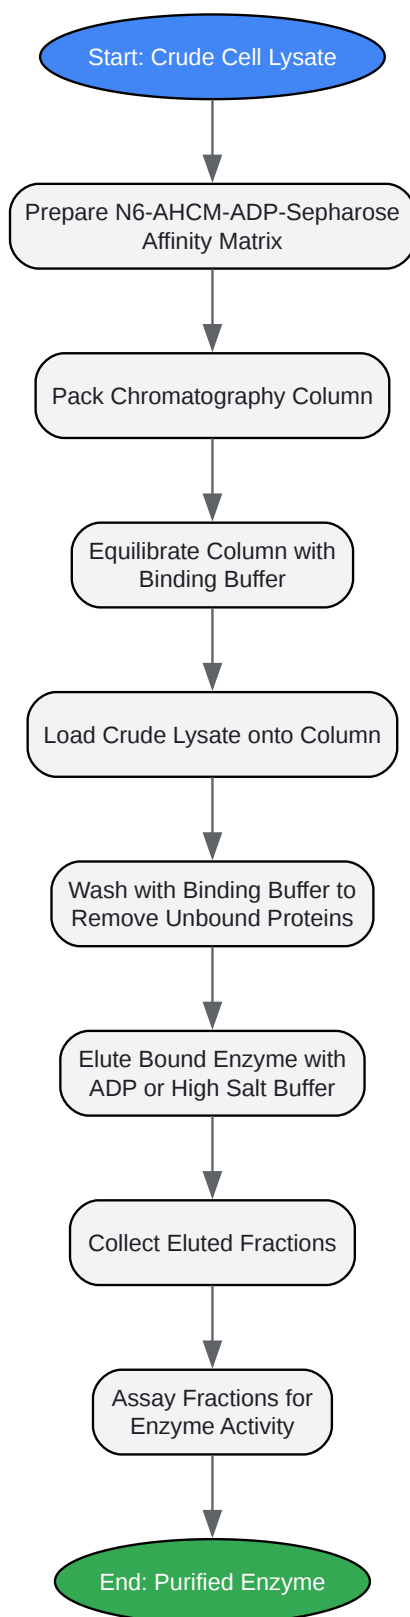 Start: Crude Cell Lysate
Prepare N6-AHCM-ADP-Sepharose
Affinity Matrix
Pack Chromatography Column
Equilibrate Column with
Binding Buffer
Load Crude Lysate onto Column
Wash with Binding Buffer to
Remove Unbound Proteins
Elute Bound Enzyme with
ADP or High Salt Buffer
Collect Eluted Fractions
Assay Fractions for
Enzyme Activity
End: Purified Enzyme